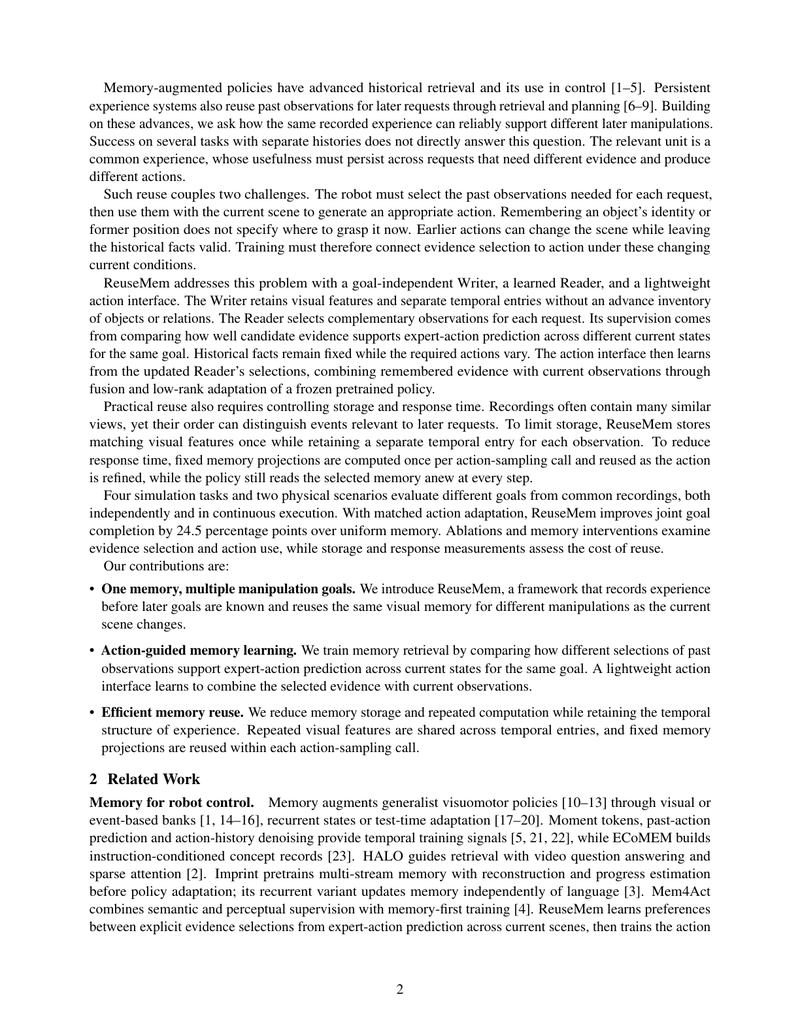 Memory-augmented policies have advanced historical retrieval and its use in control [1–5]. Persistent
experience systems also reuse past observations for later requests through retrieval and planning [6–9]. Building
on these advances, we ask how the same recorded experience can reliably support different later manipulations.
Success on several tasks with separate histories does not directly answer this question. The relevant unit is a
common experience, whose usefulness must persist across requests that need different evidence and produce
different actions.
Such reuse couples two challenges. The robot must select the past observations needed for each request,
then use them with the current scene to generate an appropriate action. Remembering an object's identity or
former position does not specify where to grasp it now. Earlier actions can change the scene while leaving
the historical facts valid. Training must therefore connect evidence selection to action under these changing
current conditions.
ReuseMem addresses this problem with a goal-independent Writer, a learned Reader, and a lightweight
action interface. The Writer retains visual features and separate temporal entries without an advance inventory
of objects or relations. The Reader selects complementary observations for each request. Its supervision comes
from comparing how well candidate evidence supports expert-action prediction across different current states
for the same goal. Historical facts remain fixed while the required actions vary. The action interface then learns
from the updated Reader's selections, combining remembered evidence with current observations through
fusion and low-rank adaptation of a frozen pretrained policy.
Practical reuse also requires controlling storage and response time. Recordings often contain many similar
views, yet their order can distinguish events relevant to later requests. To limit storage, ReuseMem stores
matching visual features once while retaining a separate temporal entry for each observation. To reduce
response time, fixed memory projections are computed once per action-sampling call and reused as the action
is refined, while the policy still reads the selected memory anew at every step.
Four simulation tasks and two physical scenarios evaluate different goals from common recordings, both
independently and in continuous execution. With matched action adaptation, ReuseMem improves joint goal
completion by 24.5 percentage points over uniform memory. Ablations and memory interventions examine
evidence selection and action use, while storage and response measurements assess the cost of reuse.
Our contributions are:
• One memory, multiple manipulation goals. We introduce ReuseMem, a framework that records experience
before later goals are known and reuses the same visual memory for different manipulations as the current
scene changes.
• Action-guided memory learning. We train memory retrieval by comparing how different selections of past
observations support expert-action prediction across current states for the same goal. A lightweight action
interface learns to combine the selected evidence with current observations.
• Efficient memory reuse. We reduce memory storage and repeated computation while retaining the temporal
structure of experience. Repeated visual features are shared across temporal entries, and fixed memory
projections are reused within each action-sampling call.
2 Related Work
Memory for robot control. Memory augments generalist visuomotor policies [10–13] through visual or
event-based banks [1, 14–16], recurrent states or test-time adaptation [17–20]. Moment tokens, past-action
prediction and action-history denoising provide temporal training signals [5, 21, 22], while ECoMEM builds
instruction-conditioned concept records [23]. HALO guides retrieval with video question answering and
sparse attention [2]. Imprint pretrains multi-stream memory with reconstruction and progress estimation
before policy adaptation; its recurrent variant updates memory independently of language [3]. Mem4Act
combines semantic and perceptual supervision with memory-first training [4]. ReuseMem learns preferences
between explicit evidence selections from expert-action prediction across current scenes, then trains the action
2